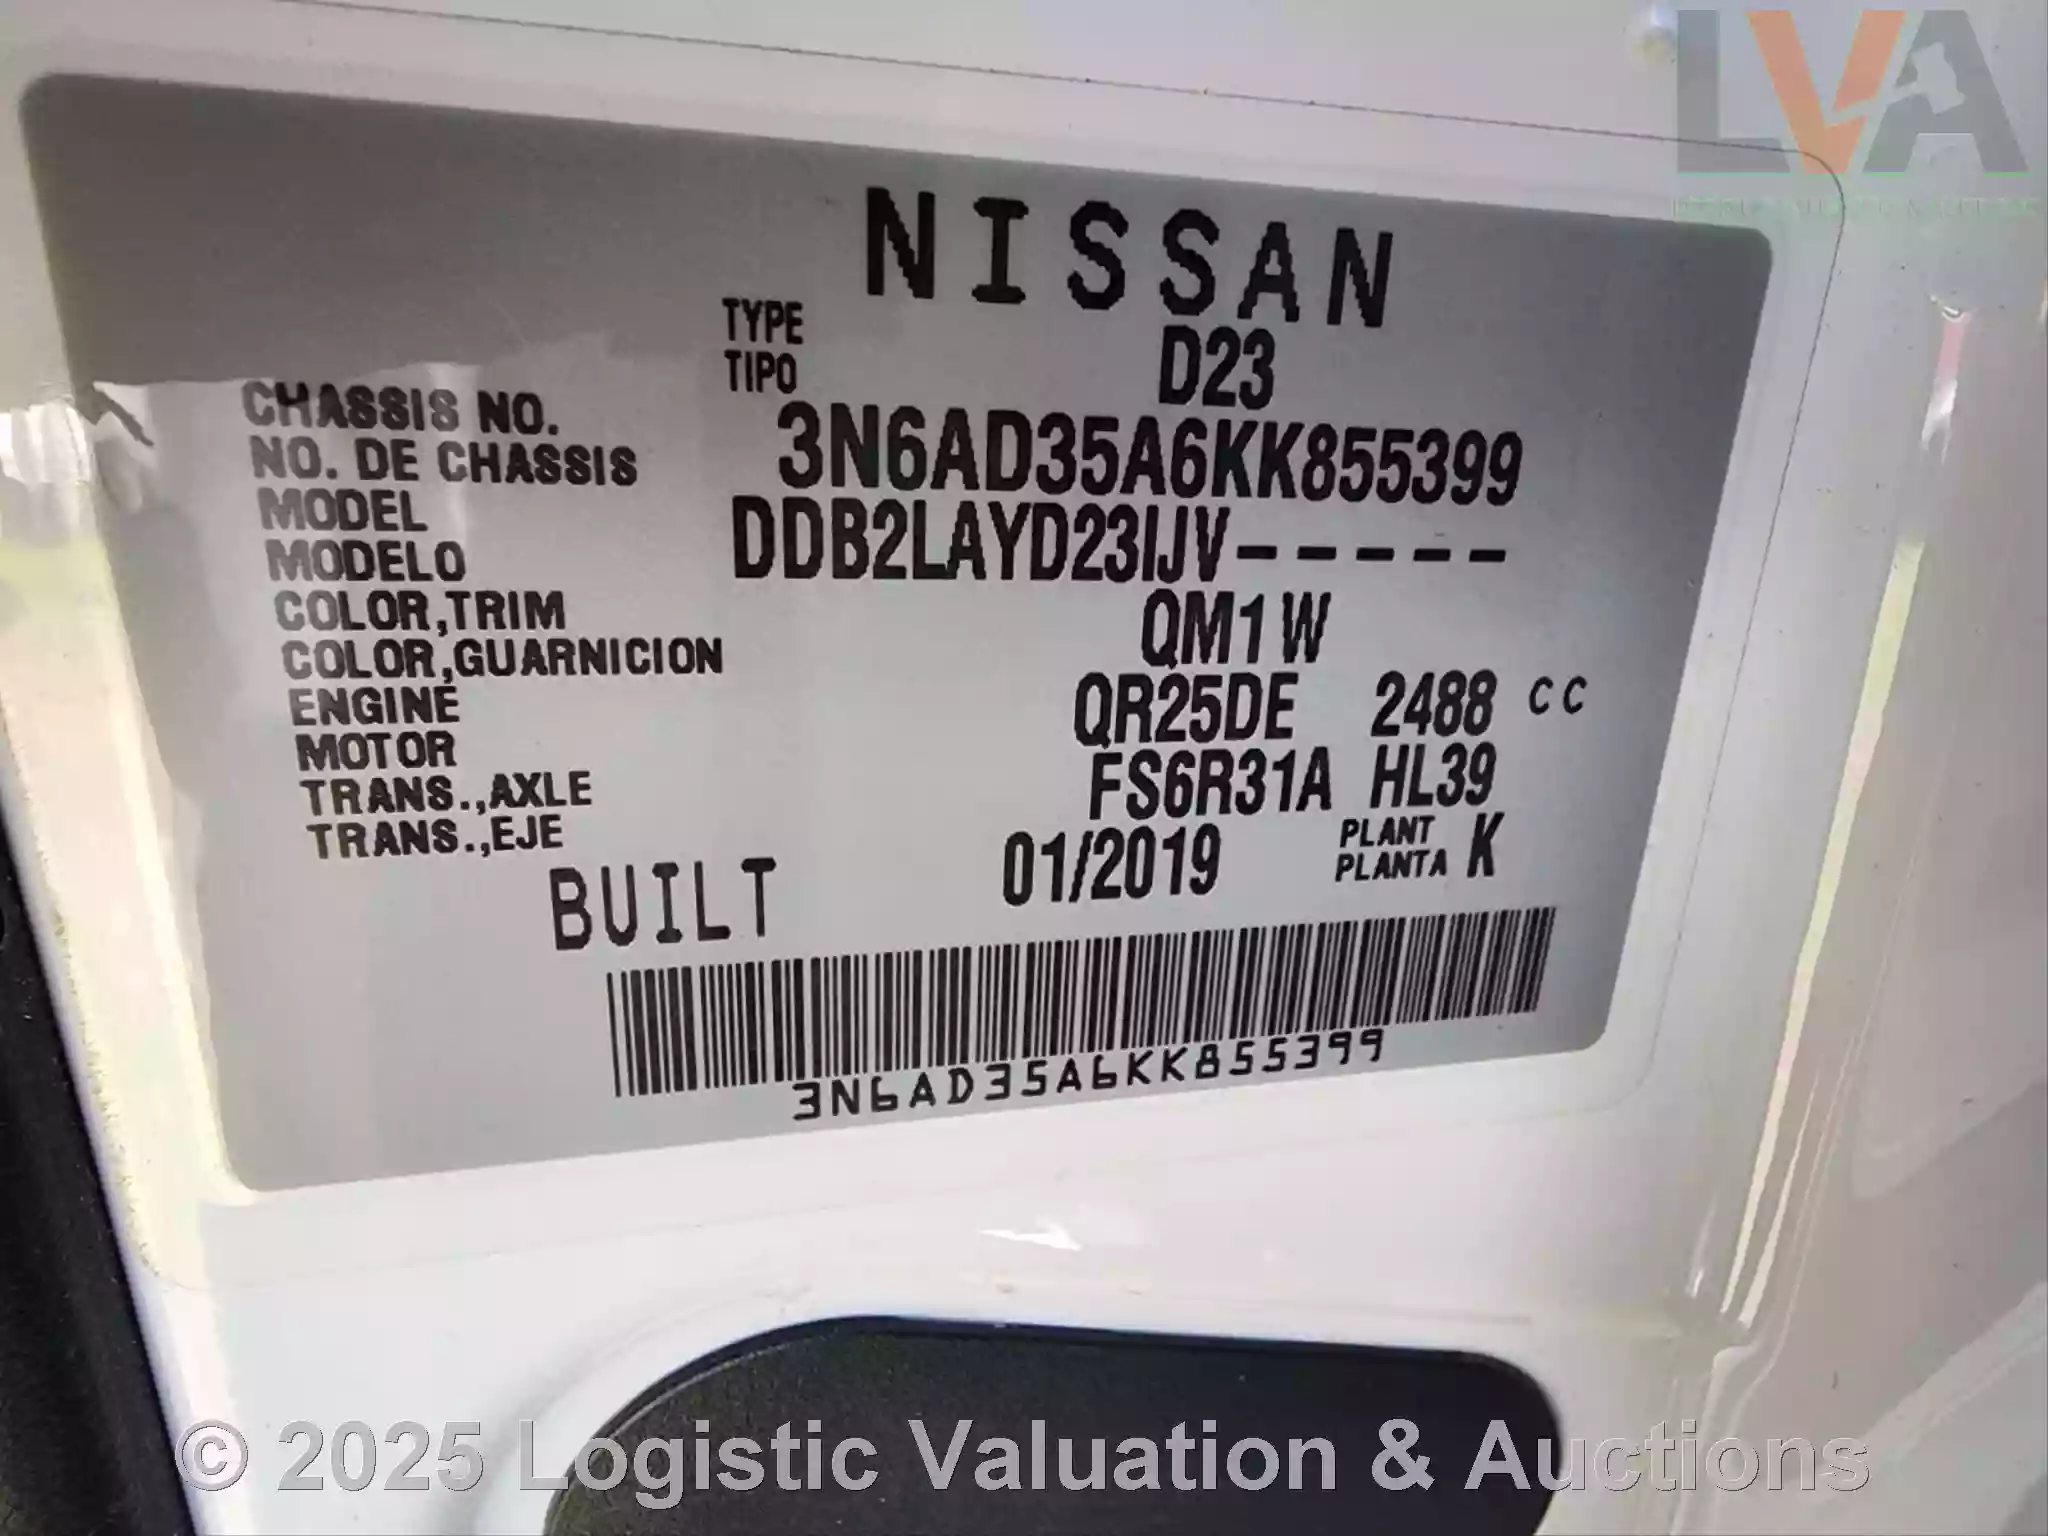 LVA
NISSAN
TYPE
TIPO D23
CHASSIS NO.
NO. DE CHASSIS 3N6AD35A6KK855399
MODEL
MODELO DDB2LAYD23IJV-----
COLOR,TRIM
COLOR,GUARNICION QM1 W
ENGINE
MOTOR QR25DE 2488 CC
TRANS.,AXLE
TRANS.,EJE FS6R31A HL39
BUILT 01/2019 PLANT
PLANTA K
3N6AD35A6KK855399
© 2025 Logistic Valuation & Auctions